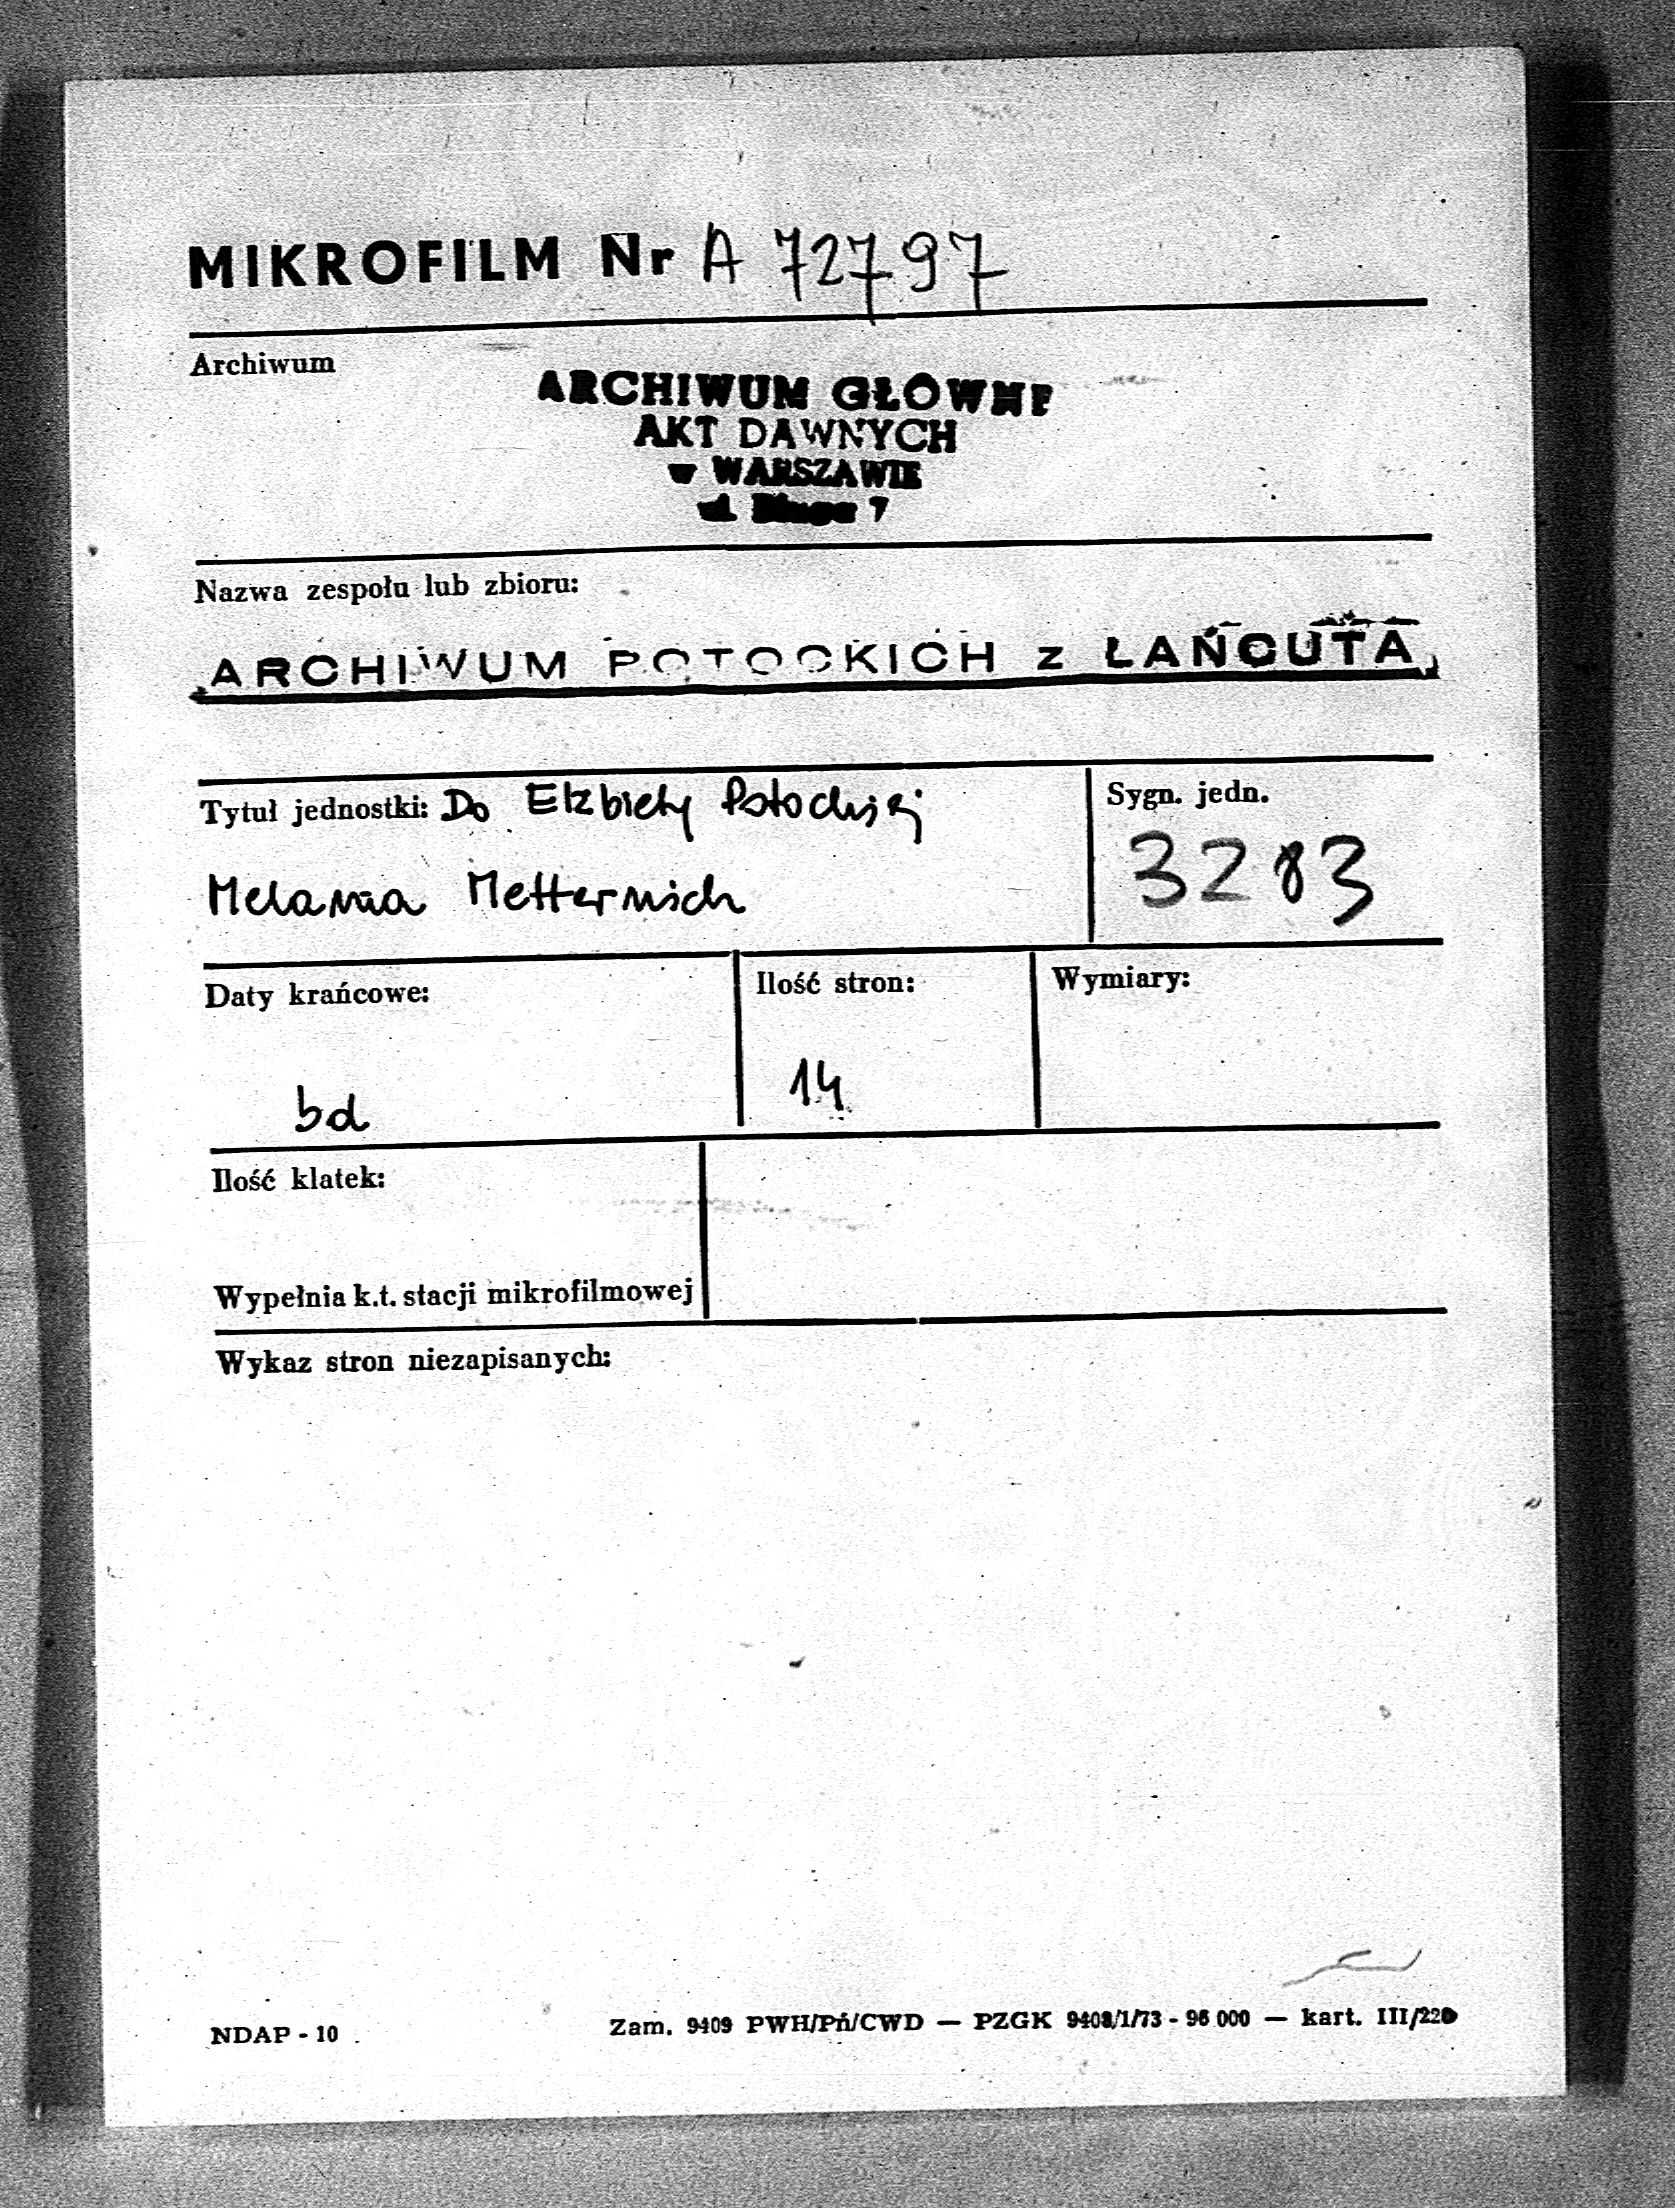 MIKROFILM Nr A 72797
Archiwum
ARCHIWUM GŁÓWNE
AKT DAWNYCH
w WARSZAWIE
ul. Długa 7
Nazwa zespołu lub zbioru:
ARCHIWUM POTOCKICH z ŁAŃCUTA
Tytuł jednostki: Do Elżbiety Potockiej
Sygn. jedn.
Melania Metternich
3283
Daty krańcowe:
Ilość stron:
Wymiary:
bd
14
Ilość klatek:
Wypełnia k.t. stacji mikrofilmowej
Wykaz stron niezapisanych:
NDAP - 10
Zam. 9409 PWH/Pń/CWD — PZGK 9408/1/73 - 96 000 — kart. III/220